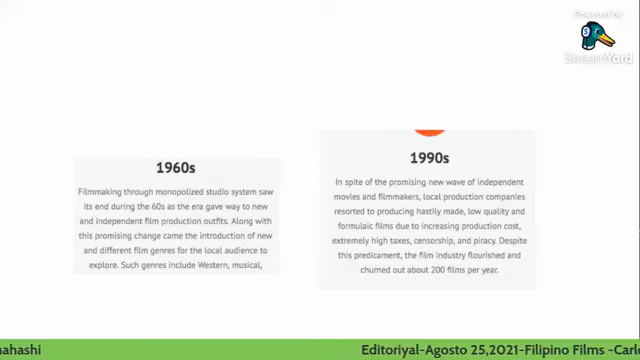 Powered by
StreamYard
1960s
Filmmaking through monopolized studio system saw
its end during the 60s as the era gave way to new
and independent film production outfits. Along with
this promising change came the introduction of new
and different film genres for the local audience to
explore. Such genres include Western, musical,
1990s
In spite of the promising new wave of independent
movies and filmmakers, local production companies
resorted to producing hastily made, low quality and
formulaic films due to increasing production cost,
extremely high taxes, censorship, and piracy. Despite
this predicament, the film industry flourished and
churned out about 200 films per year.
nahashi
Editoriyal-Agosto 25,2021-Filipino Films -Carlo